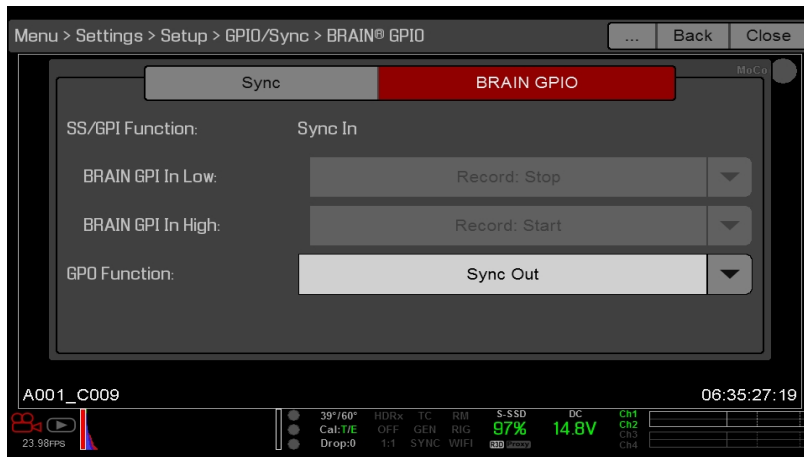 Menu > Settings > Setup > GPIO/Sync > BRAIN® GPIO ... Back Close
MoCo
Sync BRAIN GPIO
SS/GPI Function: Sync In
BRAIN GPI In Low: Record: Stop
BRAIN GPI In High: Record: Start
GPO Function: Sync Out
A001_C009 06:35:27:19
39°/60° HDRx TC RM S-SSD DC Ch1
Cal:T/E OFF GEN RIG 97% 14.8V Ch2
Ch3
23.98FPS Drop:0 1:1 SYNC WIFI R3D Proxy Ch4